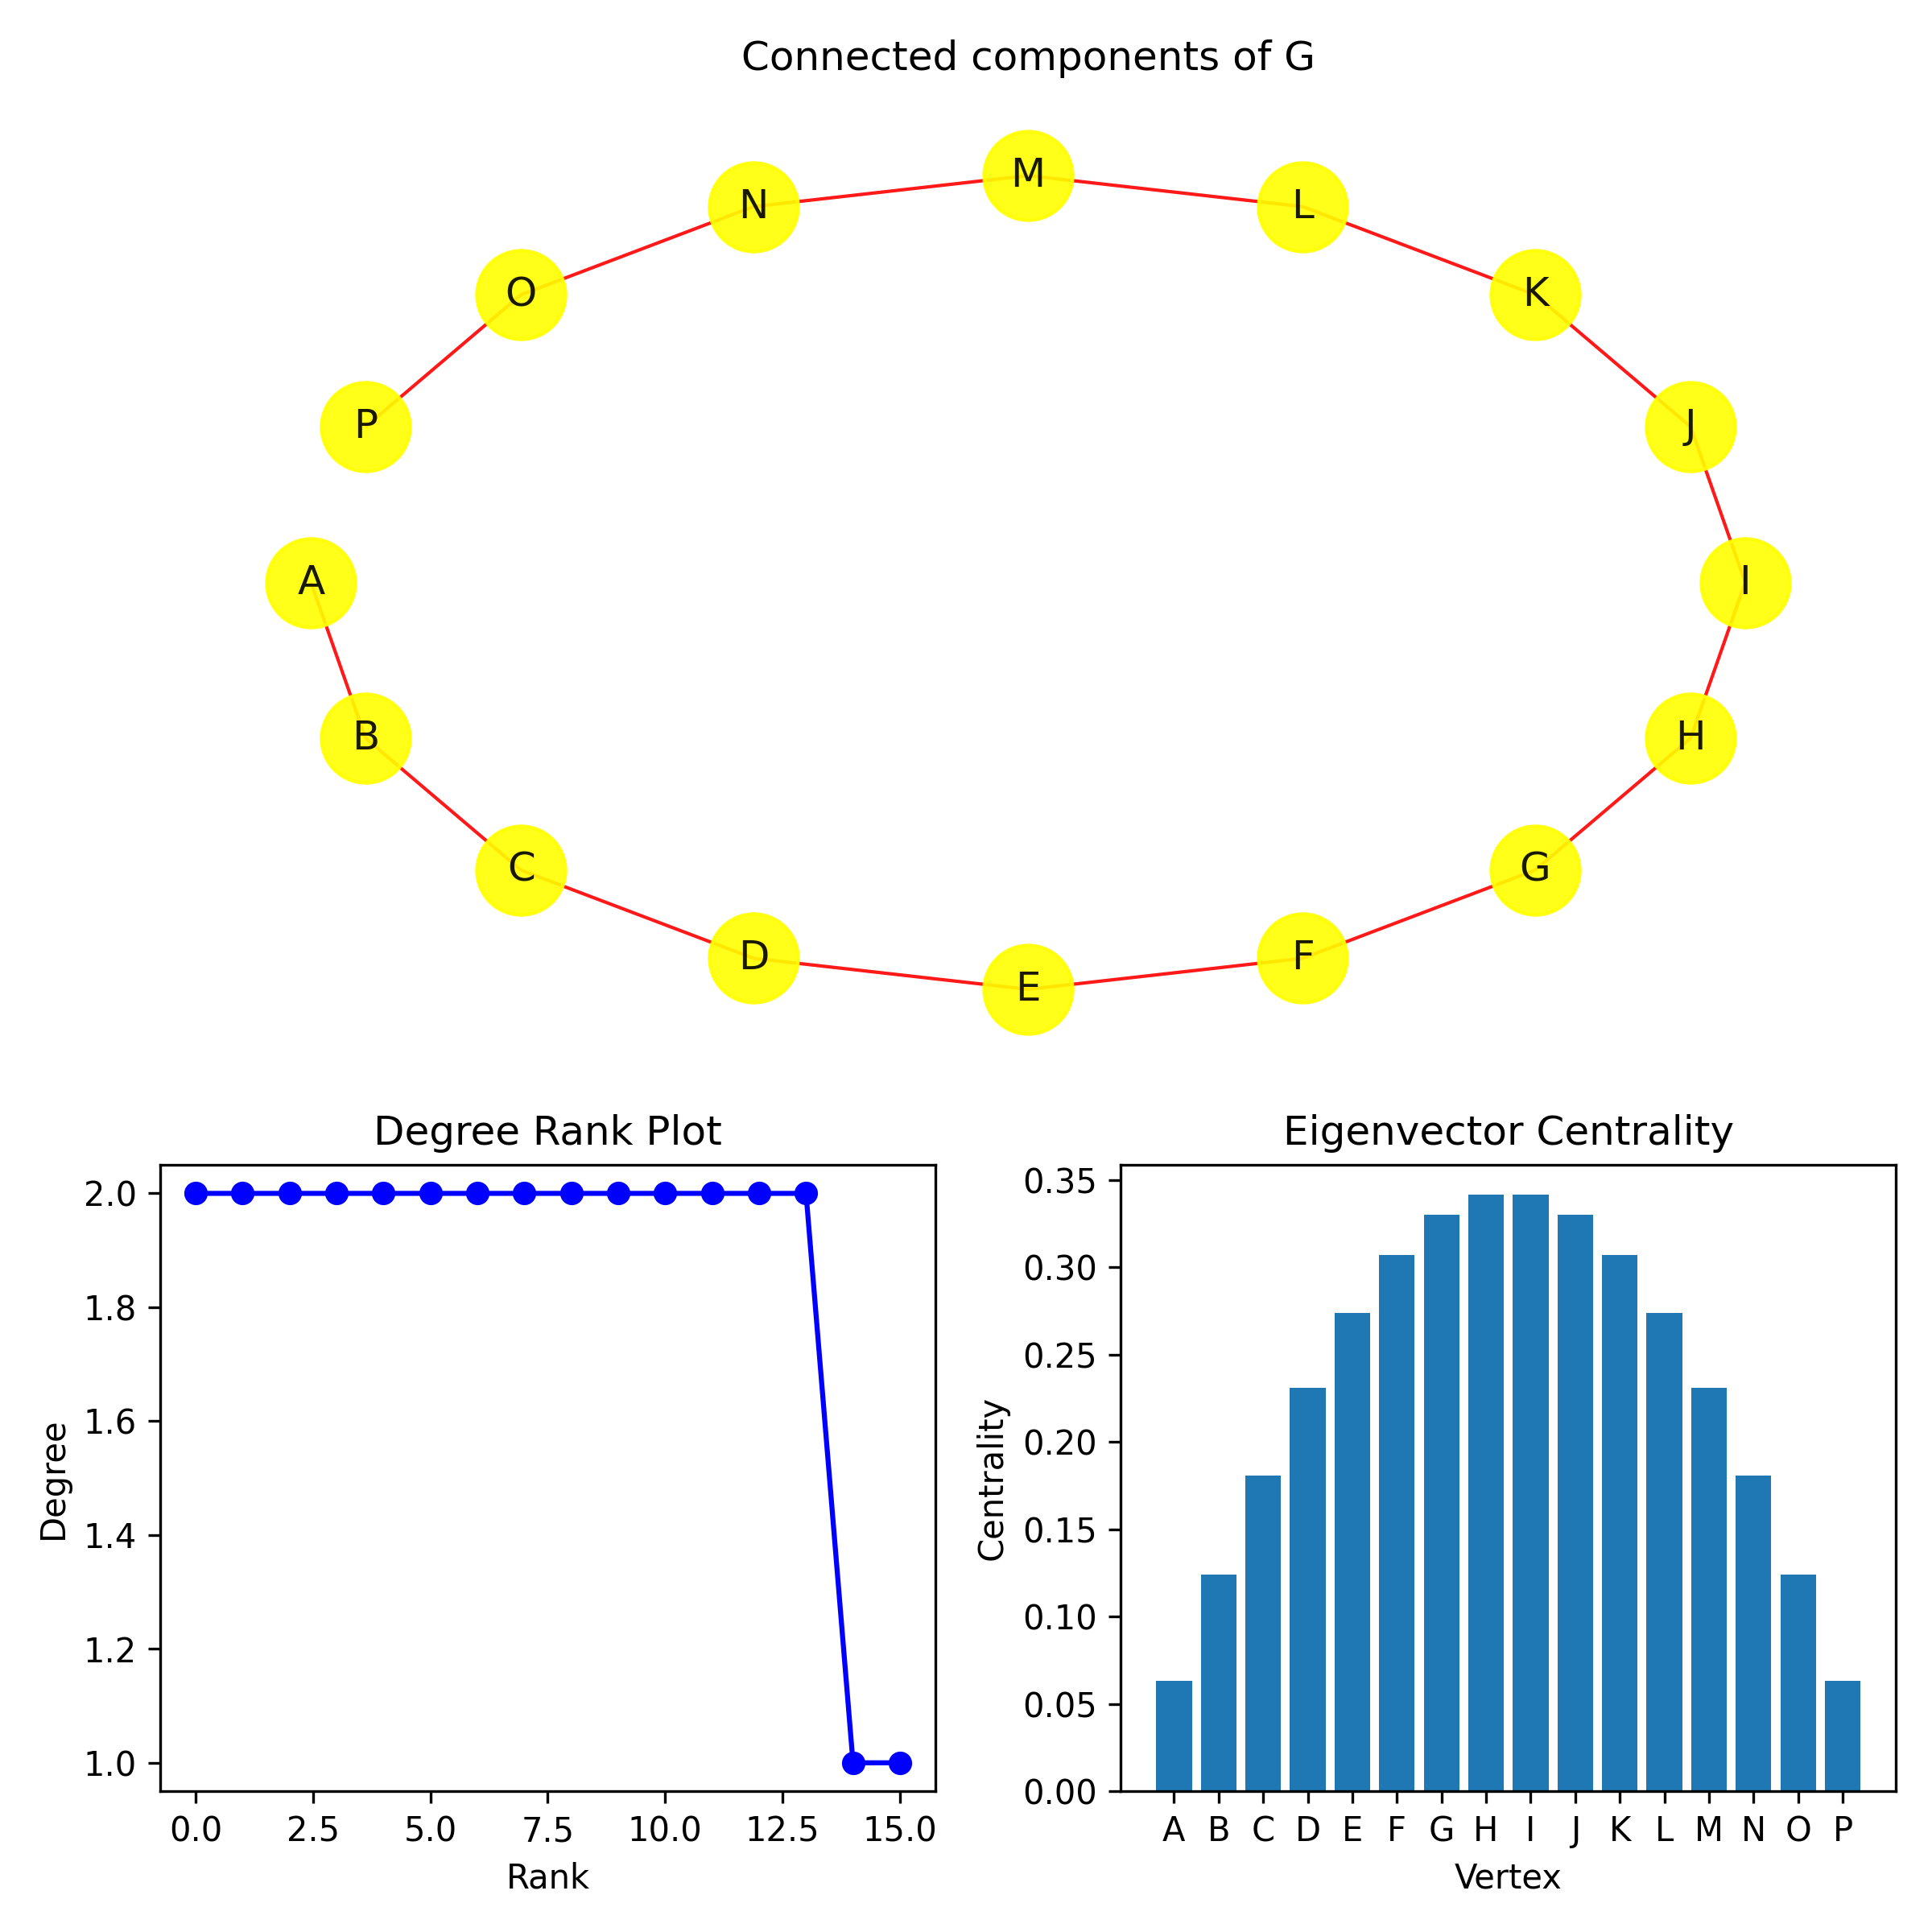 Connected components of G
M
N
L
O
K
P
J
A
I
B
H
C
G
D
F
E
Degree Rank Plot
2.0
1.8
1.6
1.4
1.2
1.0
Degree
0.0 2.5 5.0 7.5 10.0 12.5 15.0
Rank
Eigenvector Centrality
0.35
0.30
0.25
0.20
0.15
0.10
0.05
0.00
Centrality
A B C D E F G H I J K L M N O P
Vertex